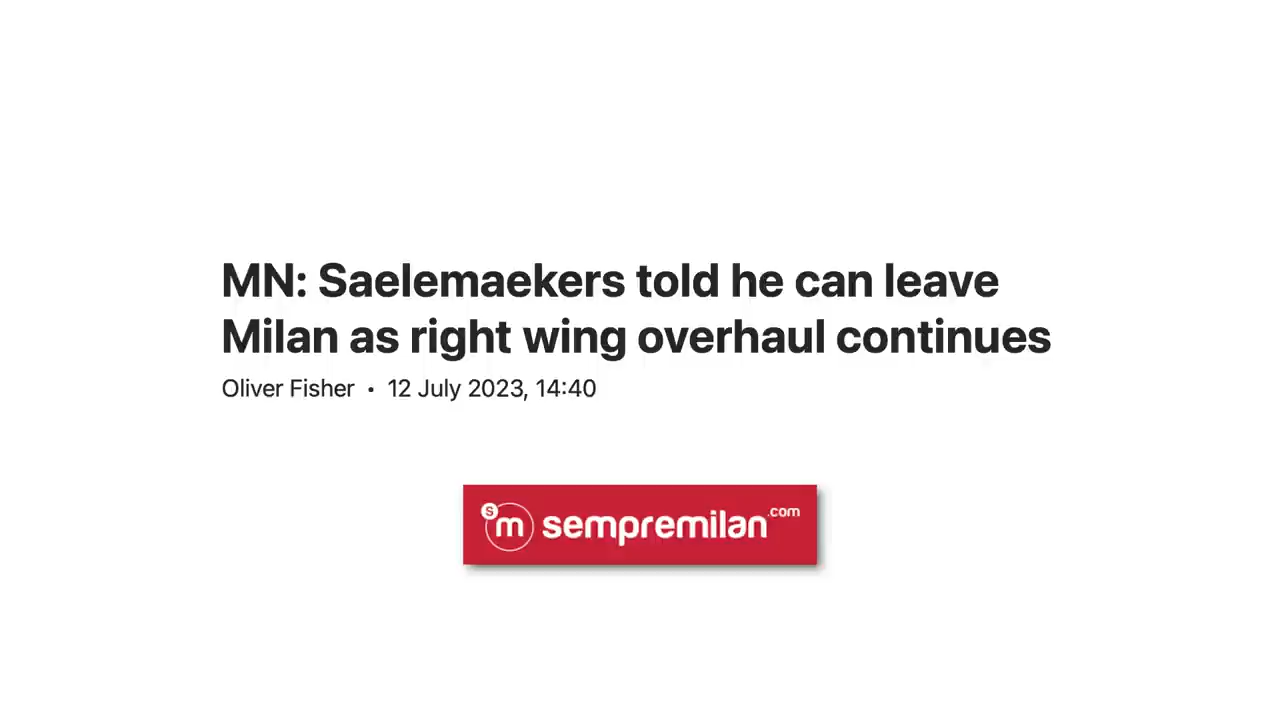 MN: Saelemaekers told he can leave
Milan as right wing overhaul continues
Oliver Fisher • 12 July 2023, 14:40
sm sempremilan.com